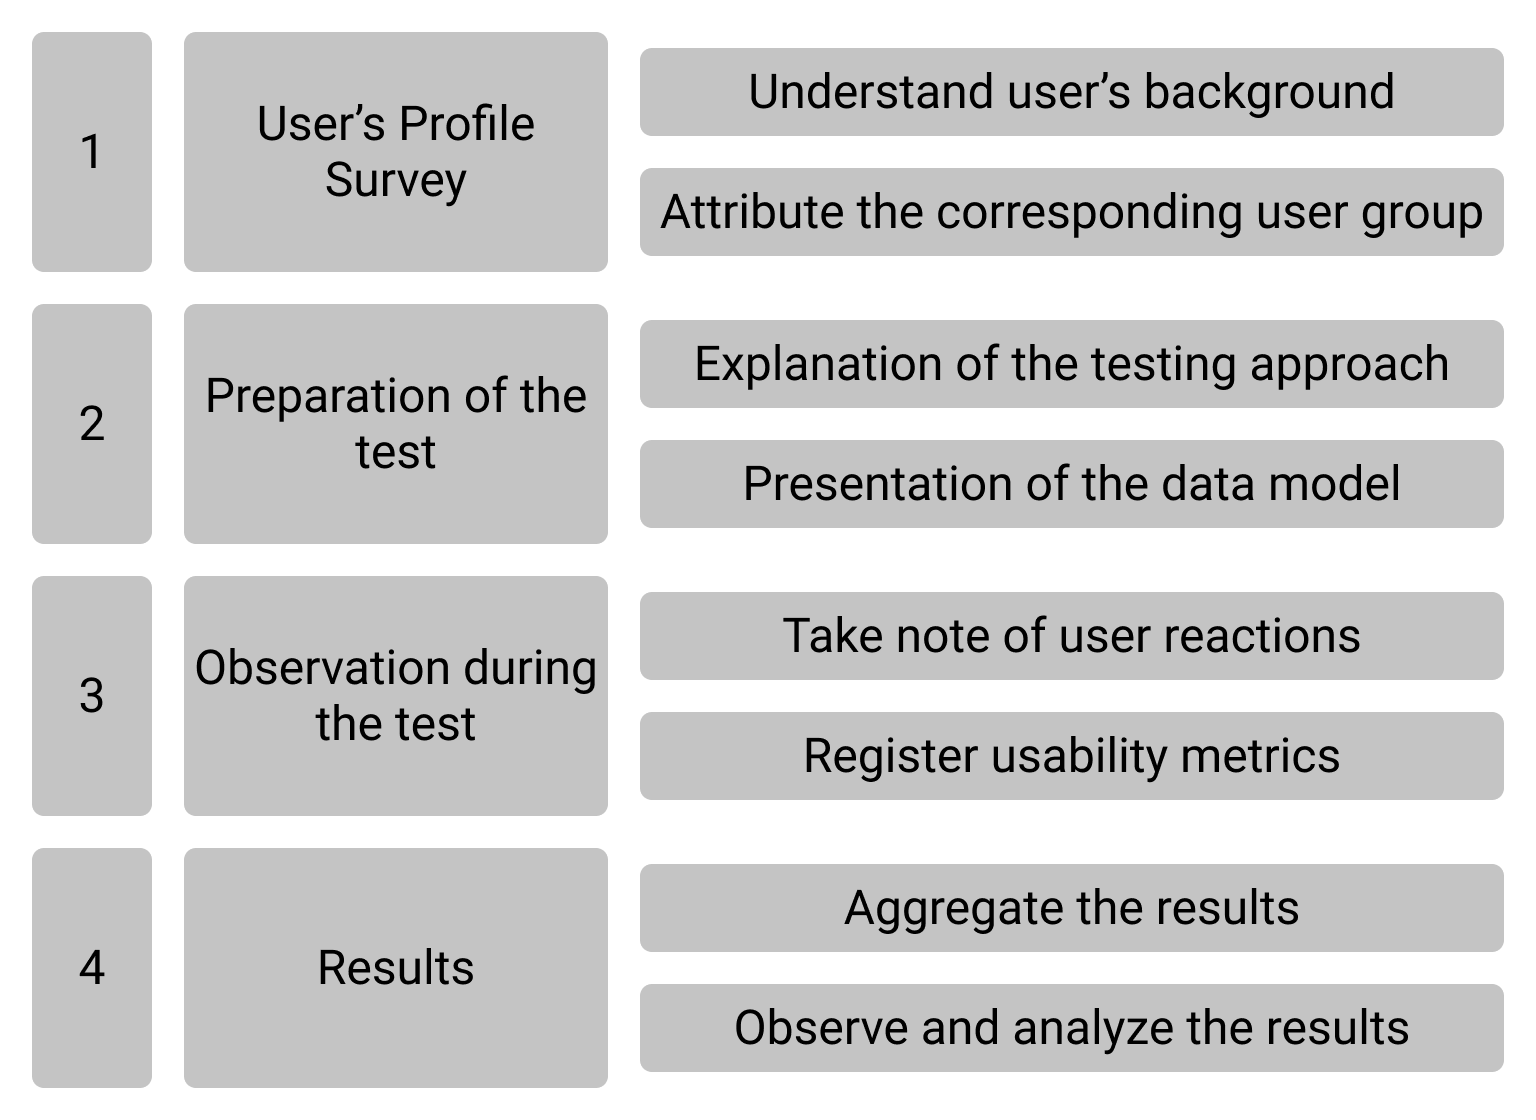 1
User’s Profile
Survey
Understand user’s background
Attribute the corresponding user group
2
Preparation of the
test
Explanation of the testing approach
Presentation of the data model
3
Observation during
the test
Take note of user reactions
Register usability metrics
4
Results
Aggregate the results
Observe and analyze the results